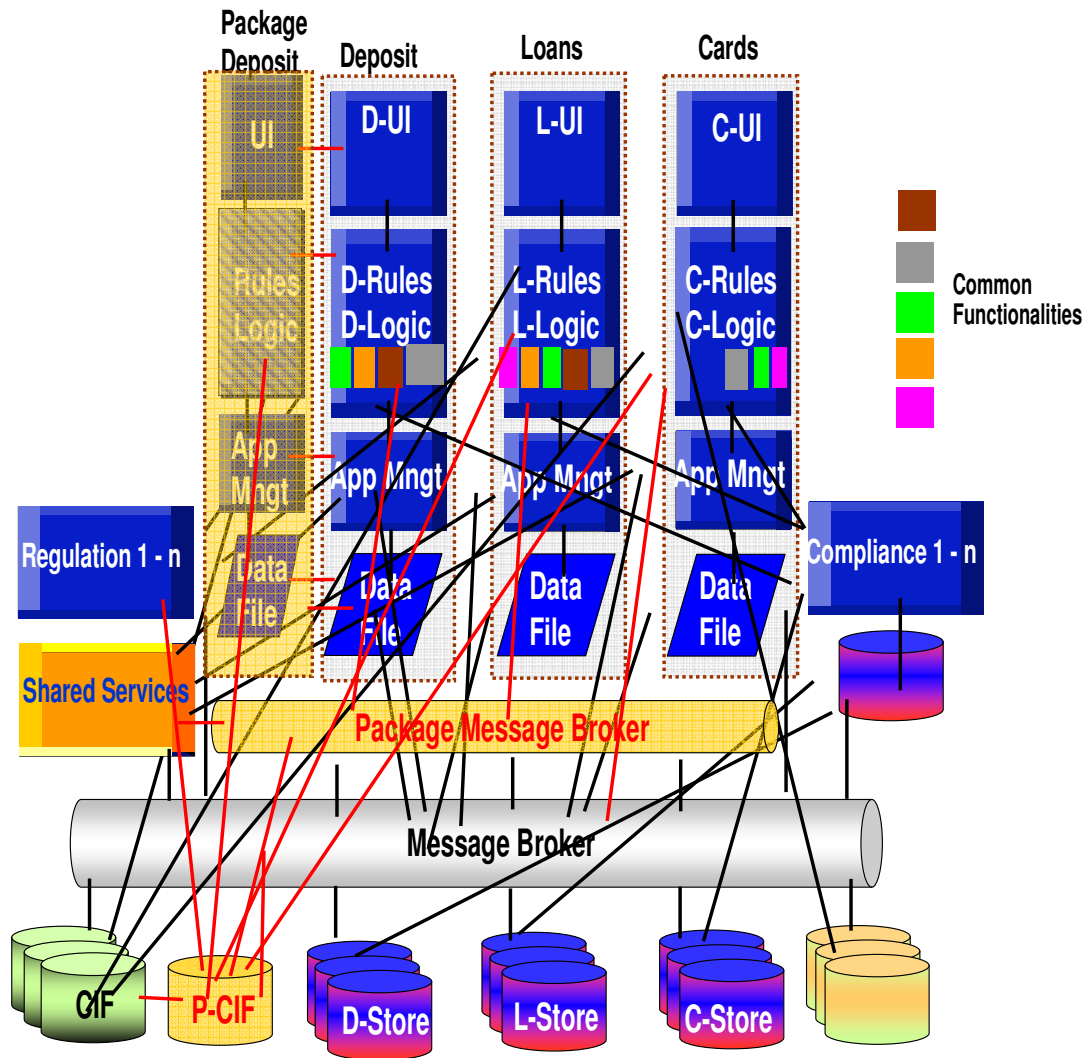 Package
Deposit
Deposit
Loans
Cards
UI
D-UI
L-UI
C-UI
Rules
Logic
D-Rules
D-Logic
L-Rules
L-Logic
C-Rules
C-Logic
Common
Functionalities
App
Mngt
App Mngt
App Mngt
App Mngt
Regulation 1 - n
Compliance 1 - n
Data
File
Data
File
Data
File
Data
File
Shared Services
Package Message Broker
Message Broker
CIF
P-CIF
D-Store
L-Store
C-Store